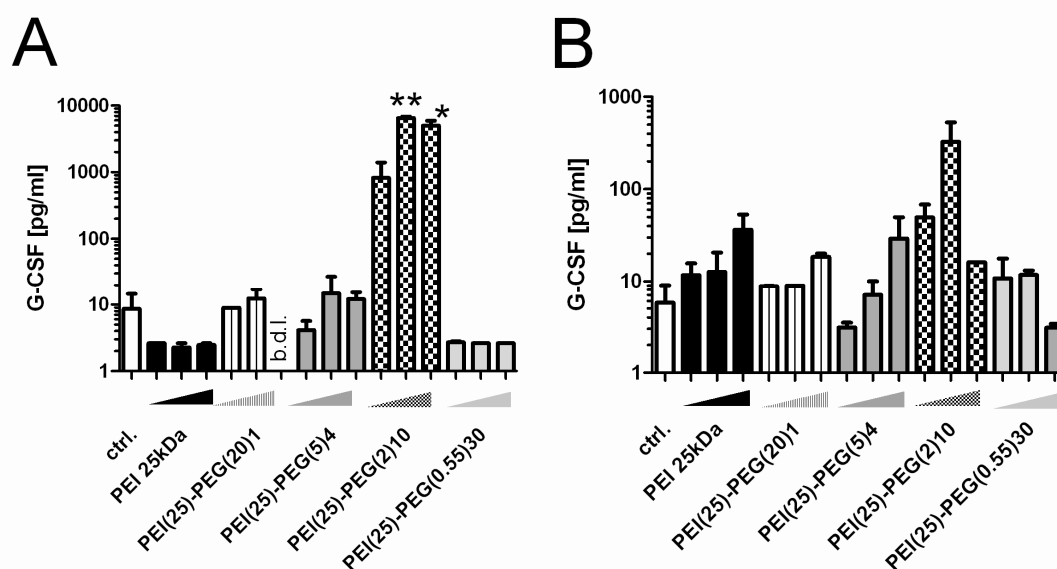 A
G-CSF [pg/ml]
10000
1000
100
10
1
**
*
b.d.l.
ctrl.
PEI 25kDa
PEI(25)-PEG(20)1
PEI(25)-PEG(5)4
PEI(25)-PEG(2)10
PEI(25)-PEG(0.55)30
B
G-CSF [pg/ml]
1000
100
10
1
ctrl.
PEI 25kDa
PEI(25)-PEG(20)1
PEI(25)-PEG(5)4
PEI(25)-PEG(2)10
PEI(25)-PEG(0.55)30